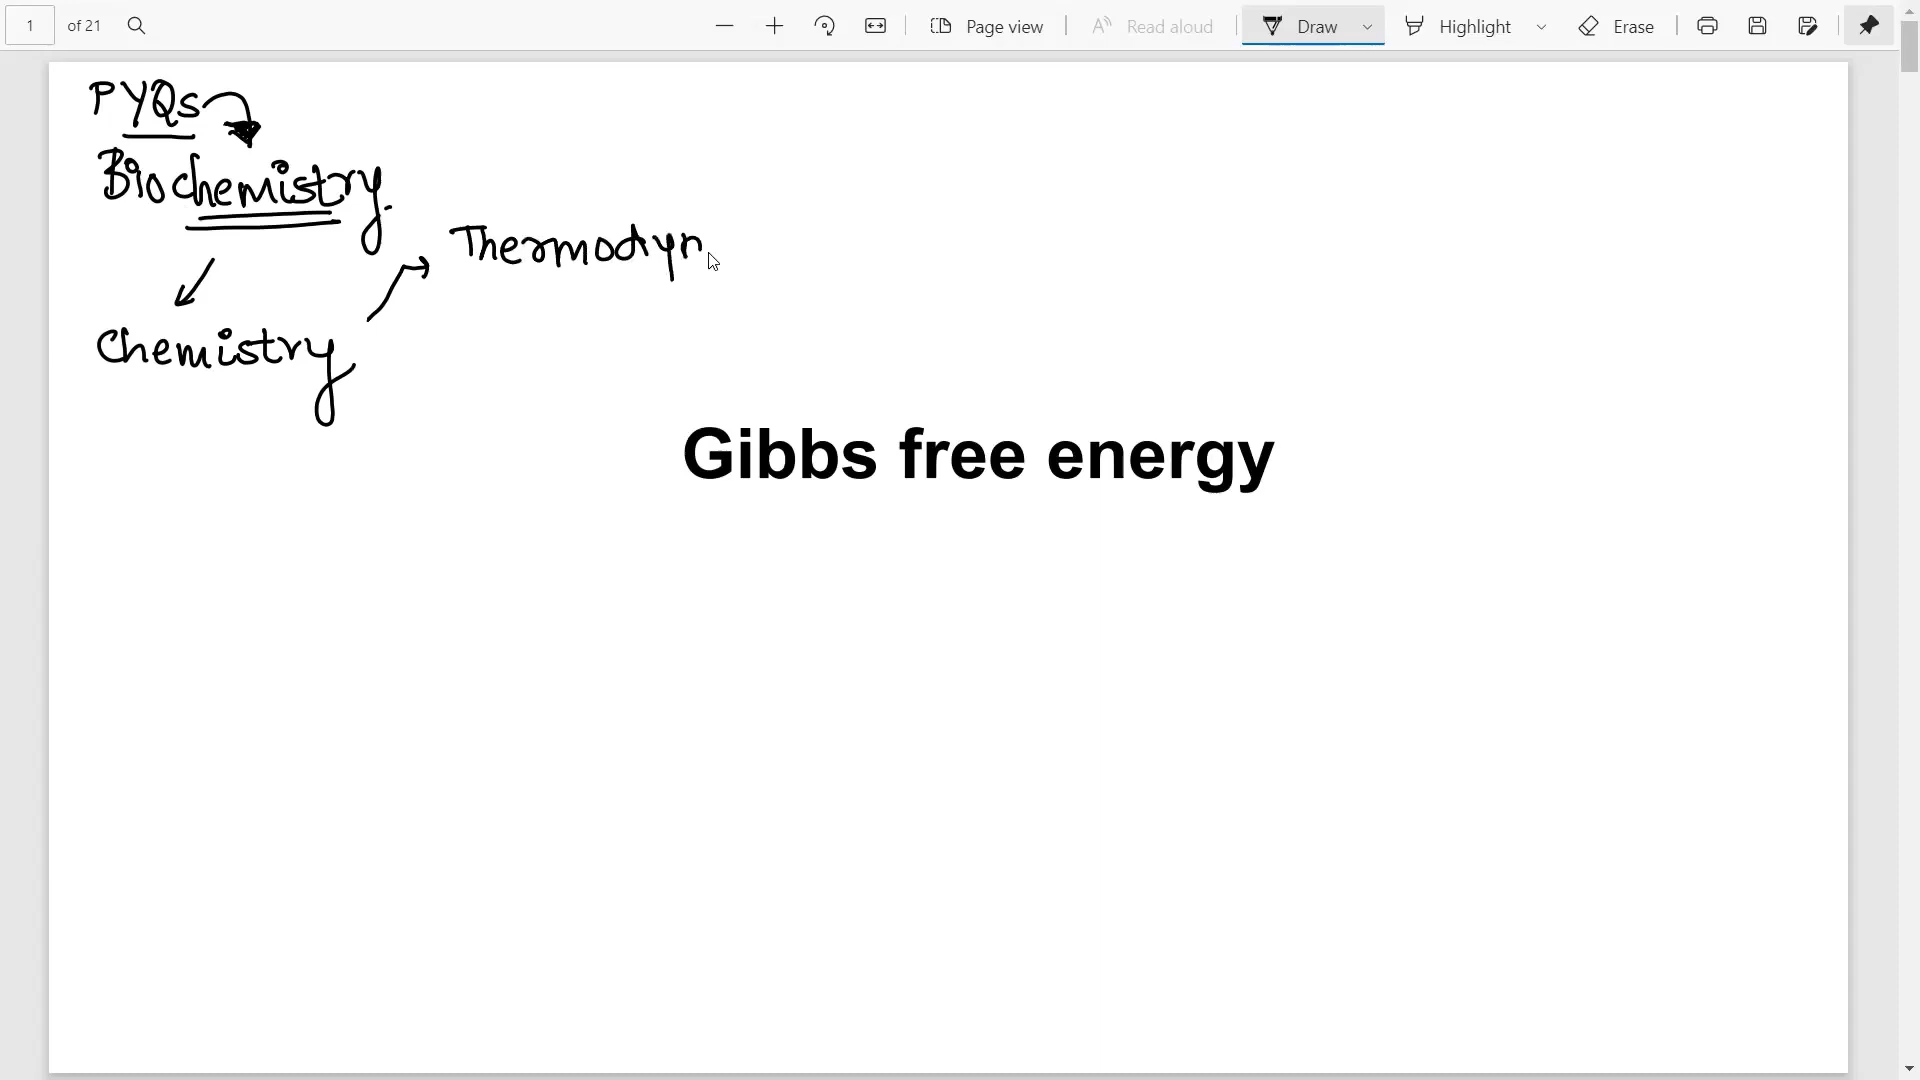 1 of 21 Page view Read aloud Draw Highlight Erase
PYQs
Biochemistry.
Thermodyn
Chemistry
Gibbs free energy